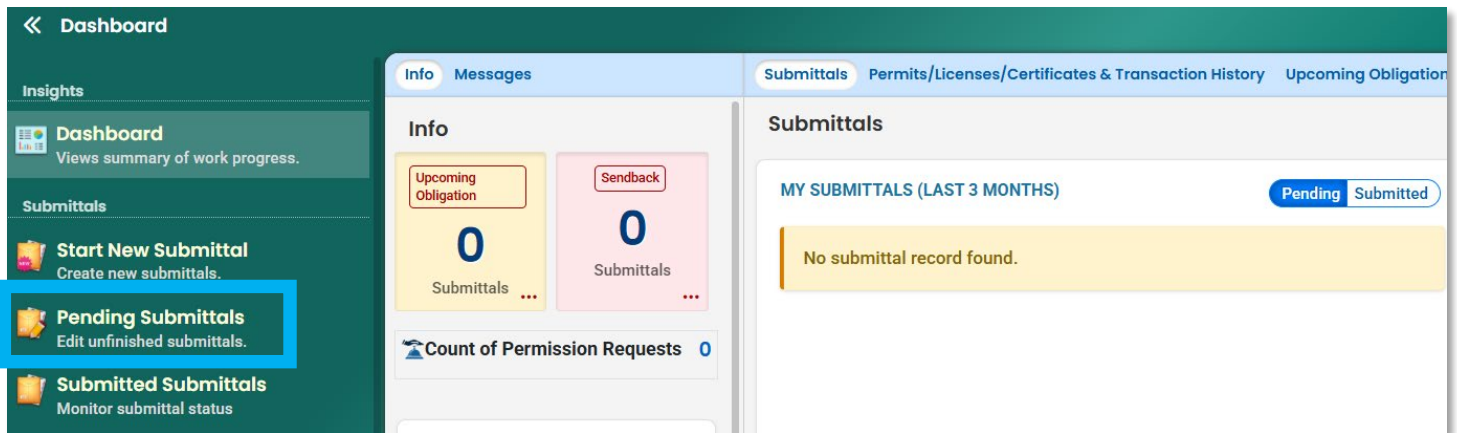 Dashboard
Insights
Dashboard
Views summary of work progress.
Submittals
Start New Submittal
Create new submittals.
Pending Submittals
Edit unfinished submittals.
Submitted Submittals
Monitor submittal status
Info Messages
Info
Upcoming
Obligation
0
Submittals
Sendback
0
Submittals
Count of Permission Requests 0
Submittals Permits/Licenses/Certificates & Transaction History Upcoming Obligation
Submittals
MY SUBMITTALS (LAST 3 MONTHS)
Pending Submitted
No submittal record found.